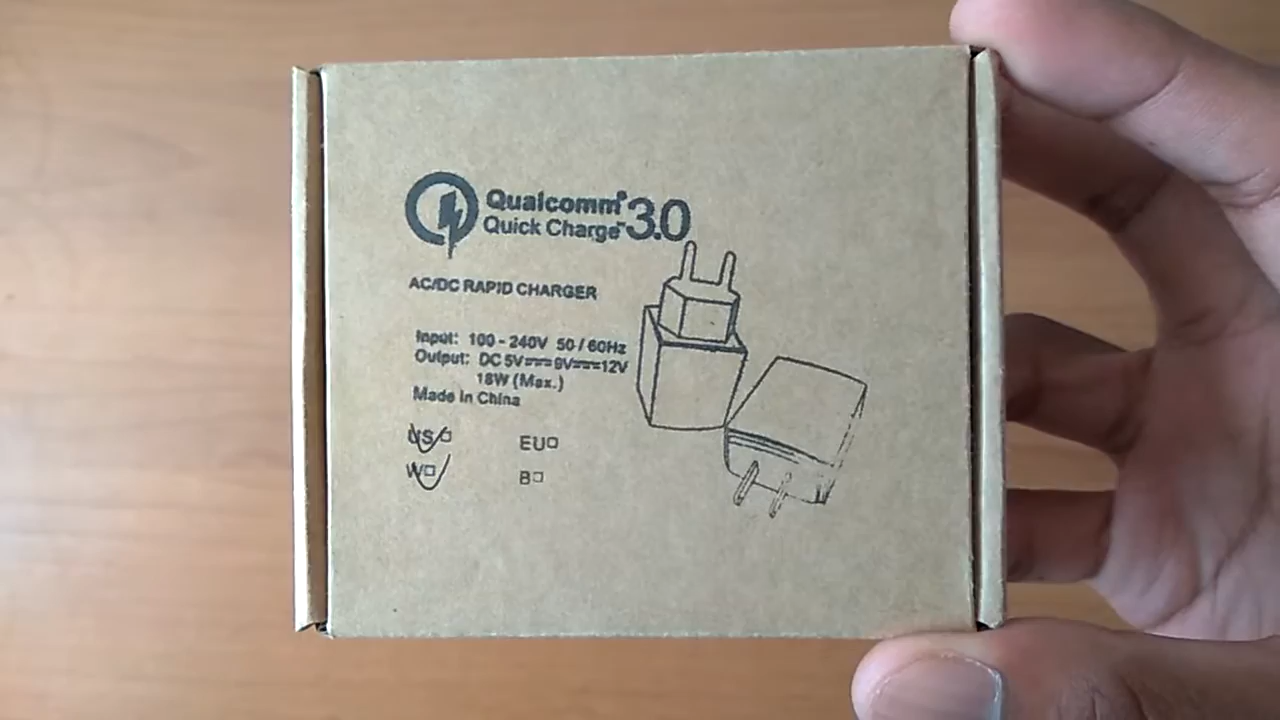 Qualcomm®
Quick Charge™ 3.0
AC/DC RAPID CHARGER
Input: 100 - 240V 50 / 60Hz
Output: DC 5V⎓9V⎓12V
18W (Max.)
Made in China
US□ EU□
W□ B□